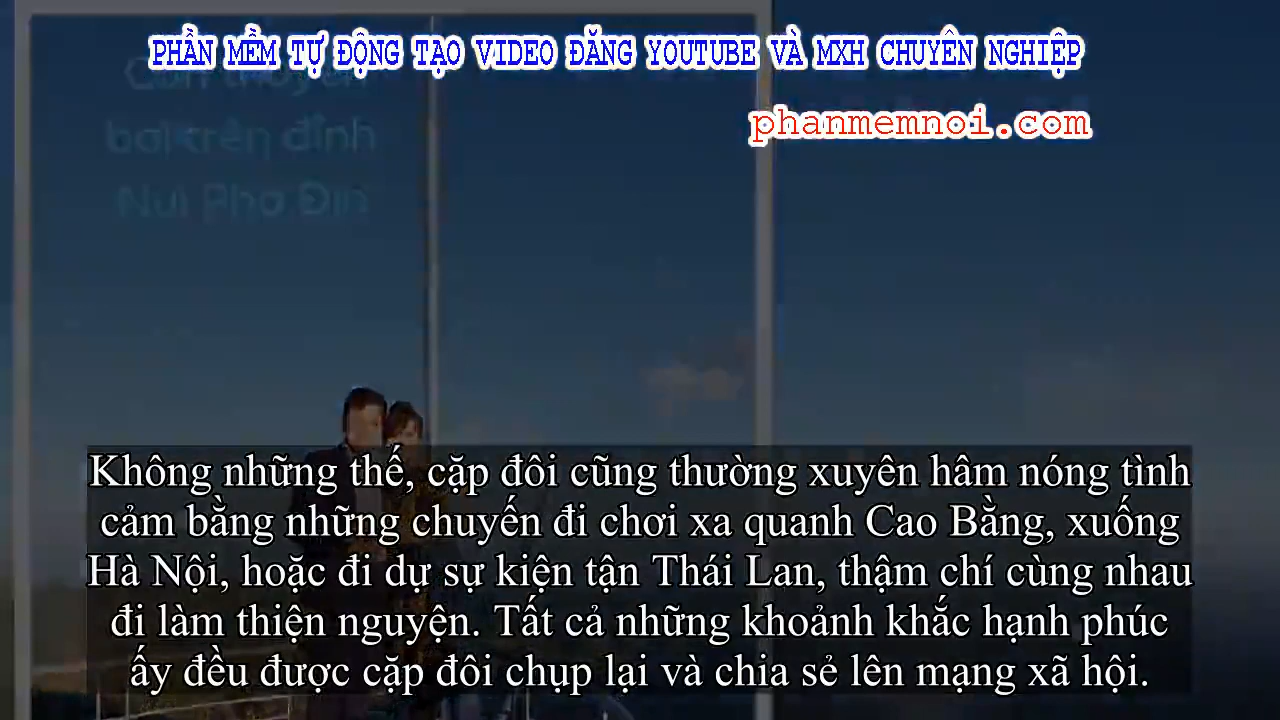 PHẦN MỀM TỰ ĐỘNG TẠO VIDEO ĐĂNG YOUTUBE VÀ MXH CHUYÊN NGHIỆP
phanmemnoi.com
trên đỉnh
Không những thế, cặp đôi cũng thường xuyên hâm nóng tình
cảm bằng những chuyến đi chơi xa quanh Cao Bằng, xuống
Hà Nội, hoặc đi dự sự kiện tận Thái Lan, thậm chí cùng nhau
đi làm thiện nguyện. Tất cả những khoảnh khắc hạnh phúc
ấy đều được cặp đôi chụp lại và chia sẻ lên mạng xã hội.